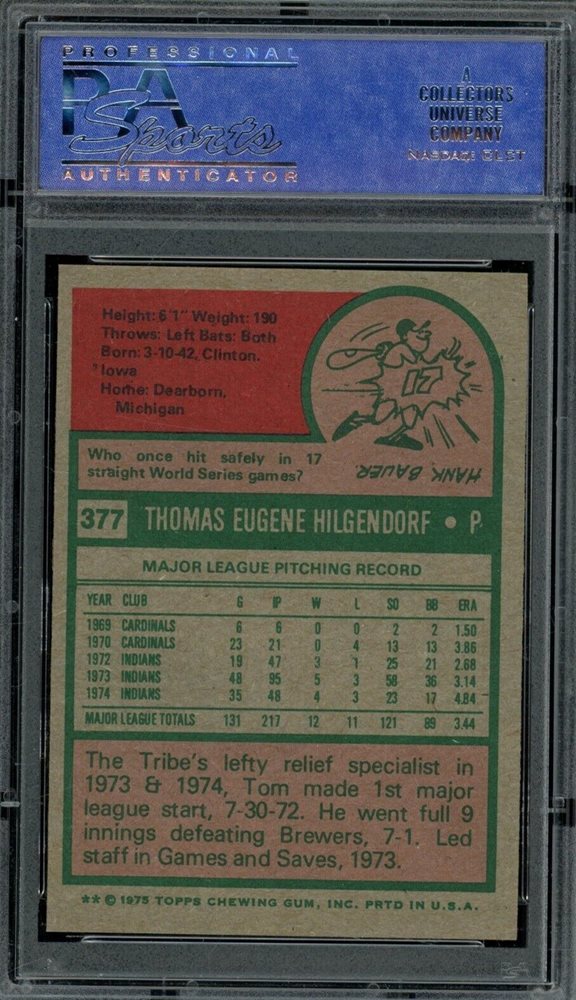 PROFESSIONAL
PSA
Sports
AUTHENTICATOR
A
COLLECTORS
UNIVERSE
COMPANY
NASDAQ: CLCT
Height: 6'1" Weight: 190
Throws: Left Bats: Both
Born: 3-10-42, Clinton,
Iowa
Home: Dearborn,
Michigan
17
HANK BAUER
Who once hit safely in 17
straight World Series games?
377 THOMAS EUGENE HILGENDORF • P
MAJOR LEAGUE PITCHING RECORD
YEAR CLUB G IP W L SO BB ERA
1969 CARDINALS 6 6 0 0 2 2 1.50
1970 CARDINALS 23 21 0 4 13 13 3.86
1972 INDIANS 19 47 3 1 25 21 2.68
1973 INDIANS 48 95 5 3 58 36 3.14
1974 INDIANS 35 48 4 3 23 17 4.84
MAJOR LEAGUE TOTALS 131 217 12 11 121 89 3.44
The Tribe's lefty relief specialist in
1973 & 1974, Tom made 1st major
league start, 7-30-72. He went full 9
innings defeating Brewers, 7-1. Led
staff in Games and Saves, 1973.
** © 1975 TOPPS CHEWING GUM, INC. PRTD IN U.S.A.